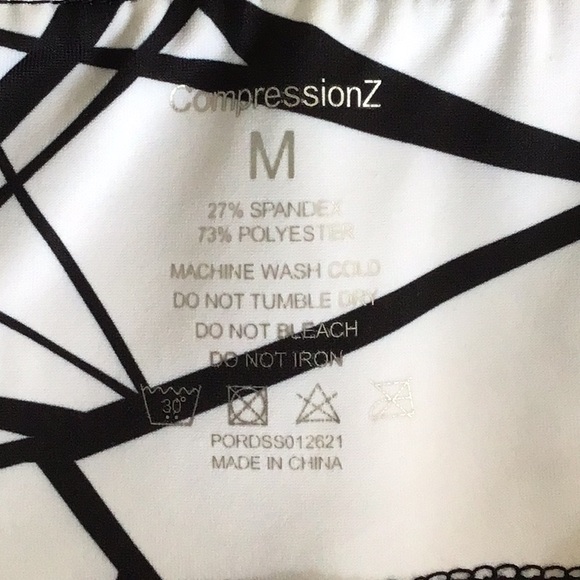 CompressionZ
M
27% SPANDEX
73% POLYESTER
MACHINE WASH COLD
DO NOT TUMBLE DRY
DO NOT BLEACH
DO NOT IRON
30°
PORDSS012621
MADE IN CHINA